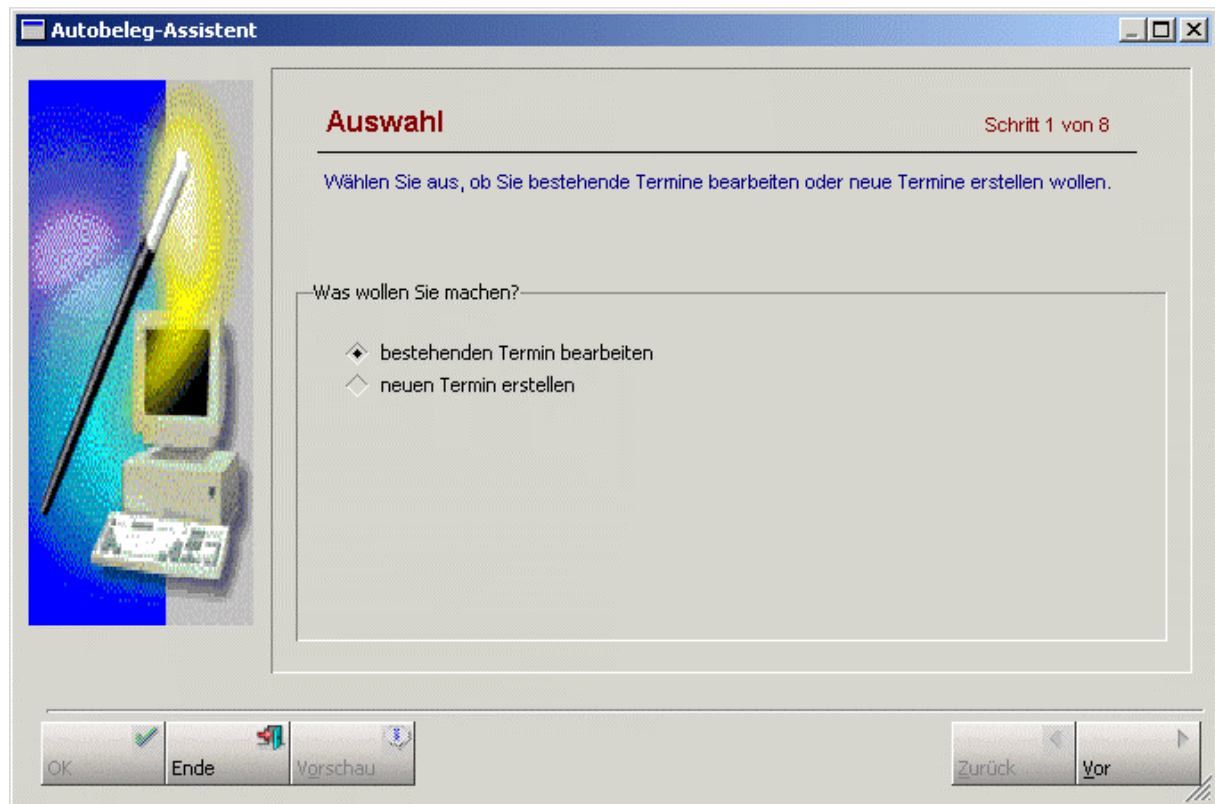 Autobeleg-Assistent
Auswahl
Schritt 1 von 8
Wählen Sie aus, ob Sie bestehende Termine bearbeiten oder neue Termine erstellen wollen.
Was wollen Sie machen?
bestehenden Termin bearbeiten
neuen Termin erstellen
OK
Ende
Vorschau
Zurück
Vor